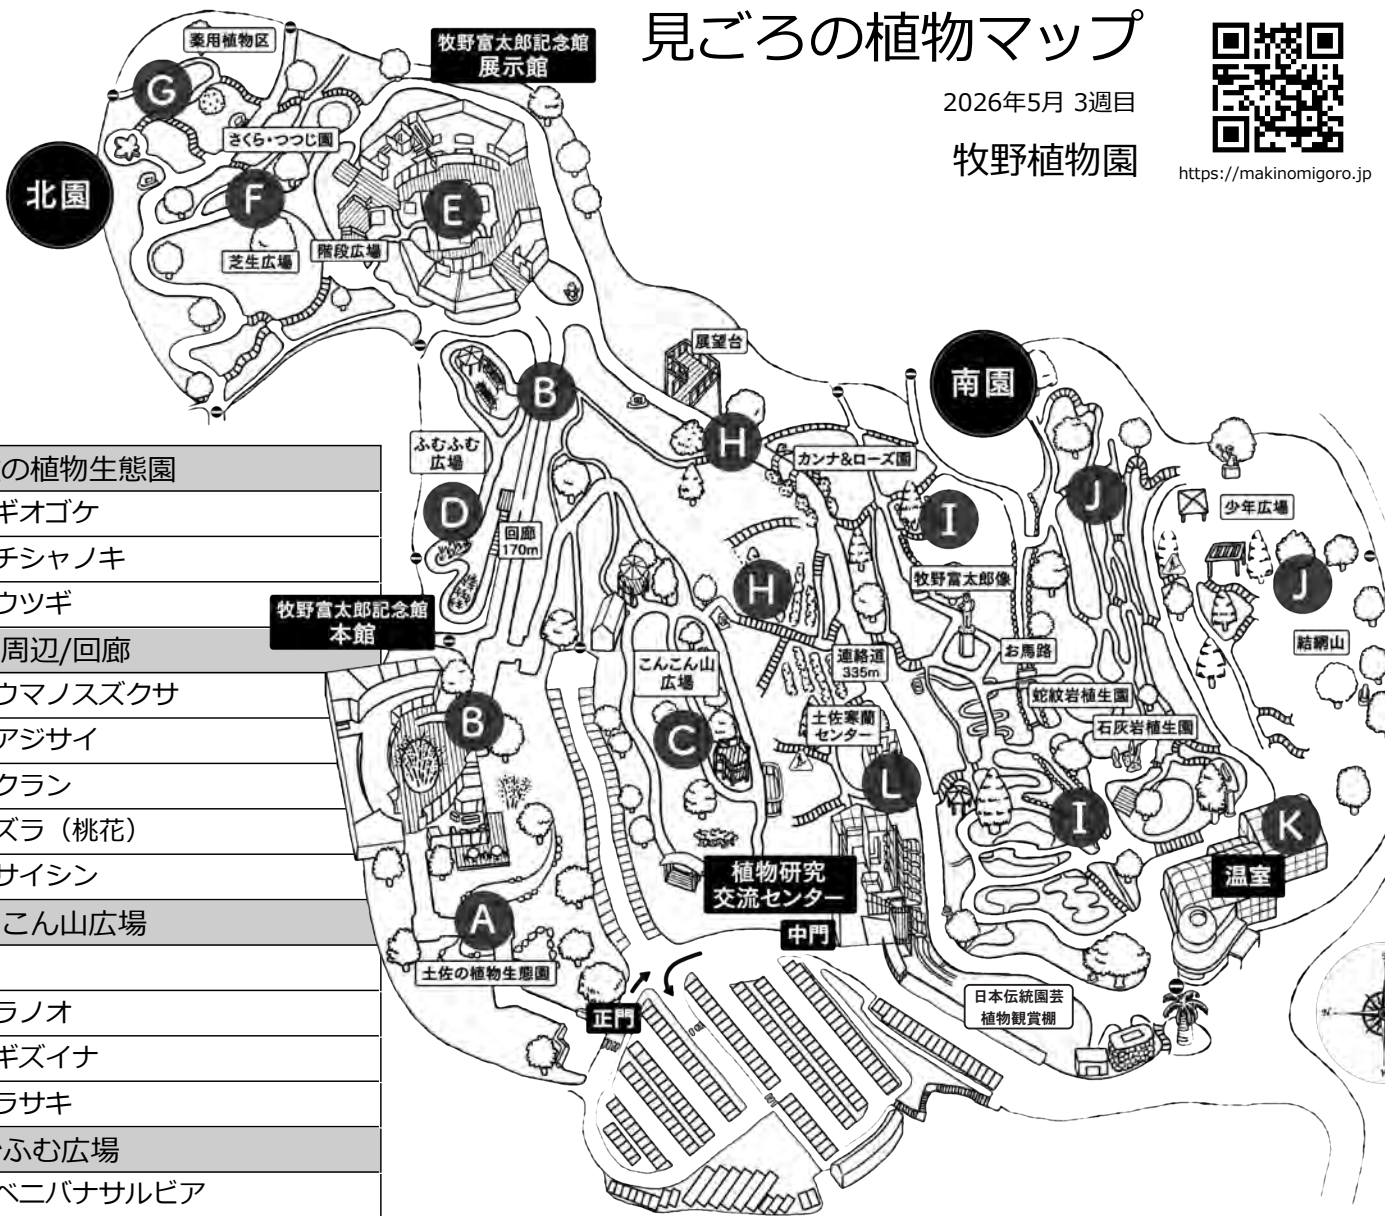 見ごろの植物マップ
2026年5月 3週目
牧野植物園
https://makinomigoro.jp
薬用植物区
牧野富太郎記念館
展示館
G
さくら・つつじ園
北園
F
E
芝生広場
階段広場
展望台
南園
B
H
ふむふむ
広場
カンナ&ローズ園
D
I
J
少年広場
回廊
170m
H
牧野富太郎像
J
牧野富太郎記念館
本館
お馬路
結網山
こんこん山
広場
連絡道
335m
蛇紋岩植生園
土佐寒蘭
センター
石灰岩植生園
B
C
L
I
K
植物研究
交流センター
温室
中門
A
土佐の植物生態園
正門
日本伝統園芸
植物観賞棚
の植物生態園
ギオゴケ
チシャノキ
ウツギ
周辺/回廊
ウマノスズクサ
アジサイ
クラン
ズラ（桃花）
サイシン
こん山広場
ラノオ
ギズイナ
ラサキ
ふむ広場
ベニバナサルビア